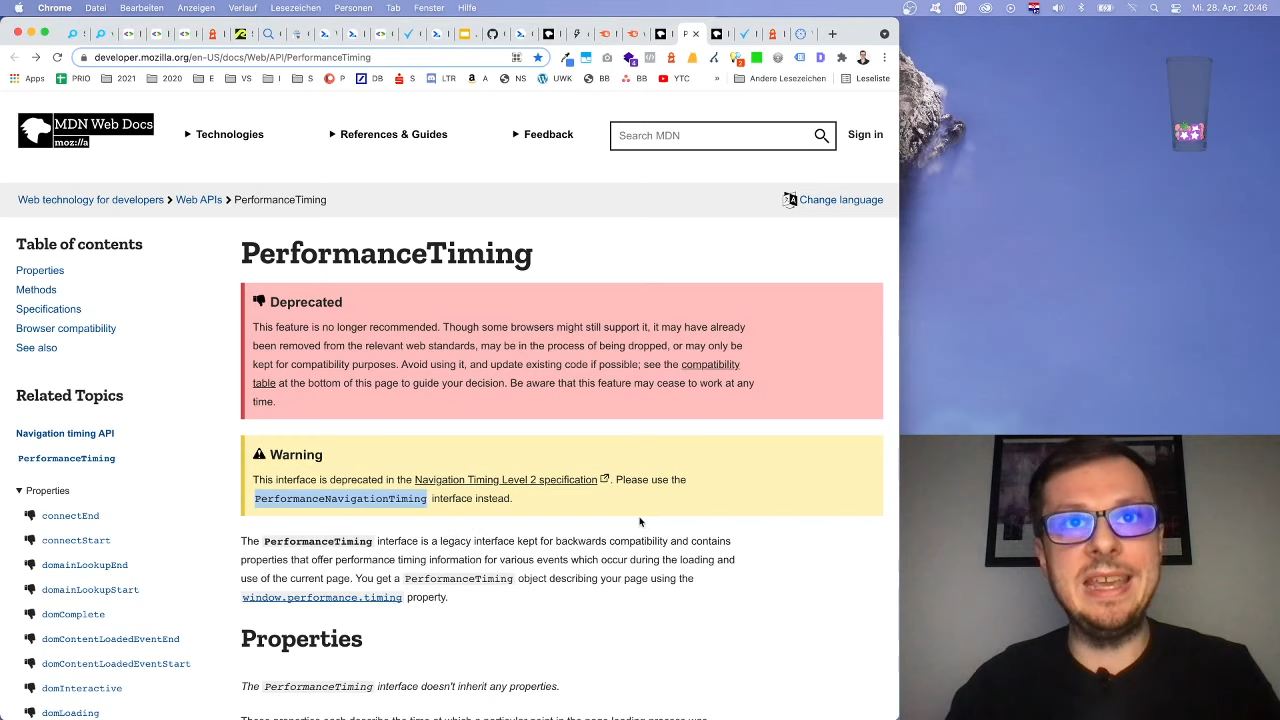 Chrome Datei Bearbeiten Anzeigen Verlauf Lesezeichen Personen Tab Fenster Hilfe Mi. 28. Apr. 20:46
P
developer.mozilla.org/en-US/docs/Web/API/PerformanceTiming
Apps PRIO 2021 2020 E VS I S P DB S LTR A NS UWK BB BB YTC » Andere Lesezeichen Leseliste
MDN Web Docs
moz://a
Technologies
References & Guides
Feedback
Search MDN
Sign in
Web technology for developers Web APIs PerformanceTiming
Change language
Table of contents
Properties
Methods
Specifications
Browser compatibility
See also
Related Topics
Navigation timing API
PerformanceTiming
Properties
connectEnd
connectStart
domainLookupEnd
domainLookupStart
domComplete
domContentLoadedEventEnd
domContentLoadedEventStart
domInteractive
domLoading
PerformanceTiming
Deprecated
This feature is no longer recommended. Though some browsers might still support it, it may have already
been removed from the relevant web standards, may be in the process of being dropped, or may only be
kept for compatibility purposes. Avoid using it, and update existing code if possible; see the compatibility
table at the bottom of this page to guide your decision. Be aware that this feature may cease to work at any
time.
Warning
This interface is deprecated in the Navigation Timing Level 2 specification. Please use the
PerformanceNavigationTiming interface instead.
The PerformanceTiming interface is a legacy interface kept for backwards compatibility and contains
properties that offer performance timing information for various events which occur during the loading and
use of the current page. You get a PerformanceTiming object describing your page using the
window.performance.timing property.
Properties
The PerformanceTiming interface doesn't inherit any properties.